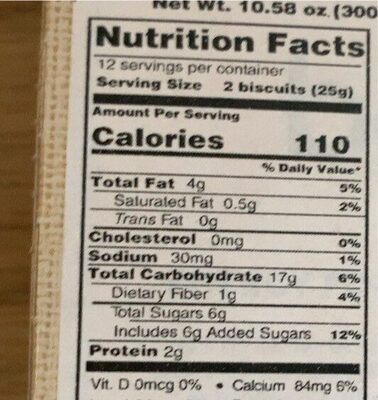 Net Wt. 10.58 oz. (300
Nutrition Facts
12 servings per container
Serving Size 2 biscuits (25g)
Amount Per Serving
Calories 110
% Daily Value*
Total Fat 4g 5%
Saturated Fat 0.5g 2%
Trans Fat 0g
Cholesterol 0mg 0%
Sodium 30mg 1%
Total Carbohydrate 17g 6%
Dietary Fiber 1g 4%
Total Sugars 6g
Includes 6g Added Sugars 12%
Protein 2g
Vit. D 0mcg 0% • Calcium 84mg 6%